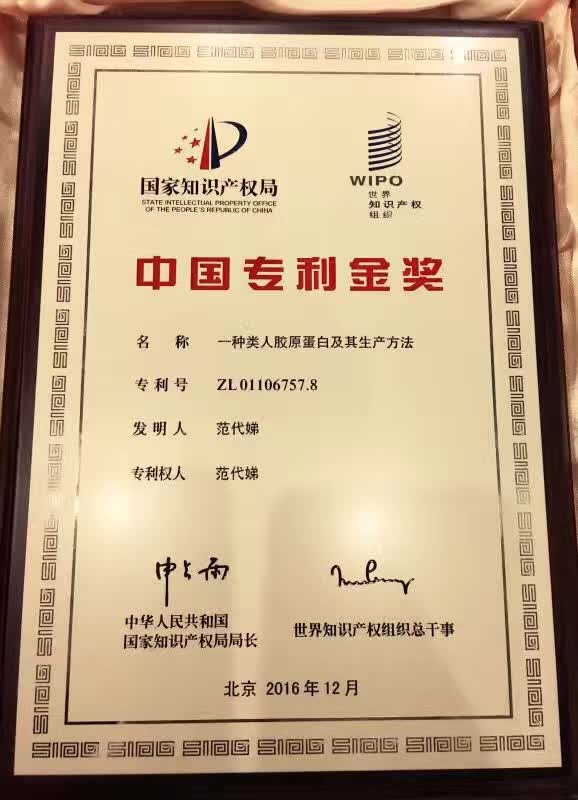 国家知识产权局
STATE INTELLECTUAL PROPERTY OFFICE
OF THE PEOPLE'S REPUBLIC OF CHINA
WIPO
世界
知识产权
组织
中国专利金奖
名 称 一种类人胶原蛋白及其生产方法
专利号 ZL 01106757.8
发明人 范代娣
专利权人 范代娣
申长雨
中华人民共和国
国家知识产权局局长
世界知识产权组织总干事
北京 2016年12月